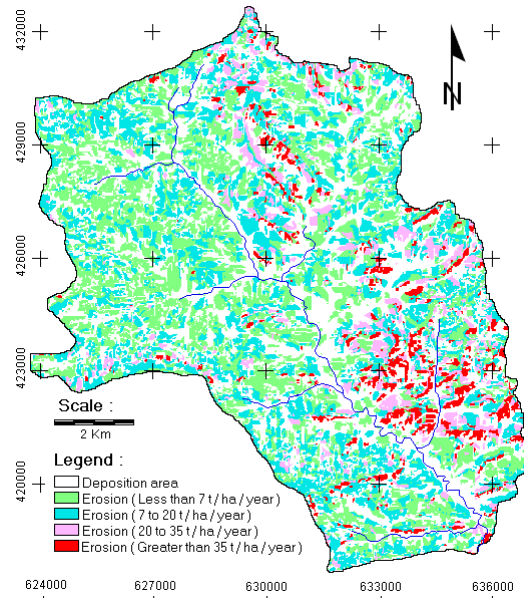 432000
429000
426000
423000
420000
N
Scale :
2 Km
Legend :
Deposition area
Erosion ( Less than 7 t / ha / year )
Erosion ( 7 to 20 t / ha / year )
Erosion ( 20 to 35 t / ha / year )
Erosion ( Greater than 35 t / ha / year )
624000 627000 630000 633000 636000